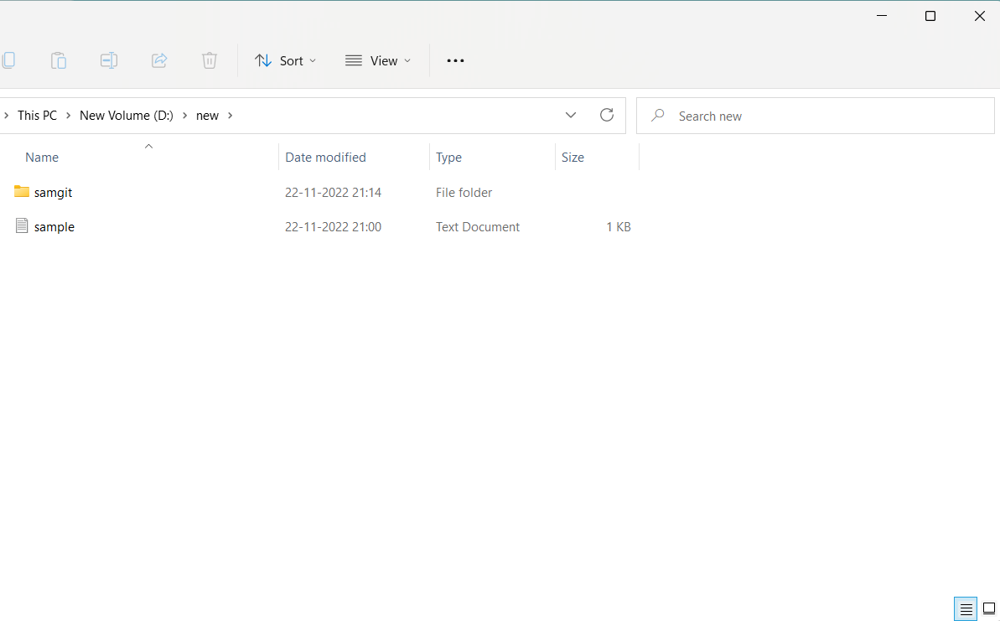 Sort View
This PC New Volume (D:) new
Search new
Name Date modified Type Size
samgit 22-11-2022 21:14 File folder
sample 22-11-2022 21:00 Text Document 1 KB